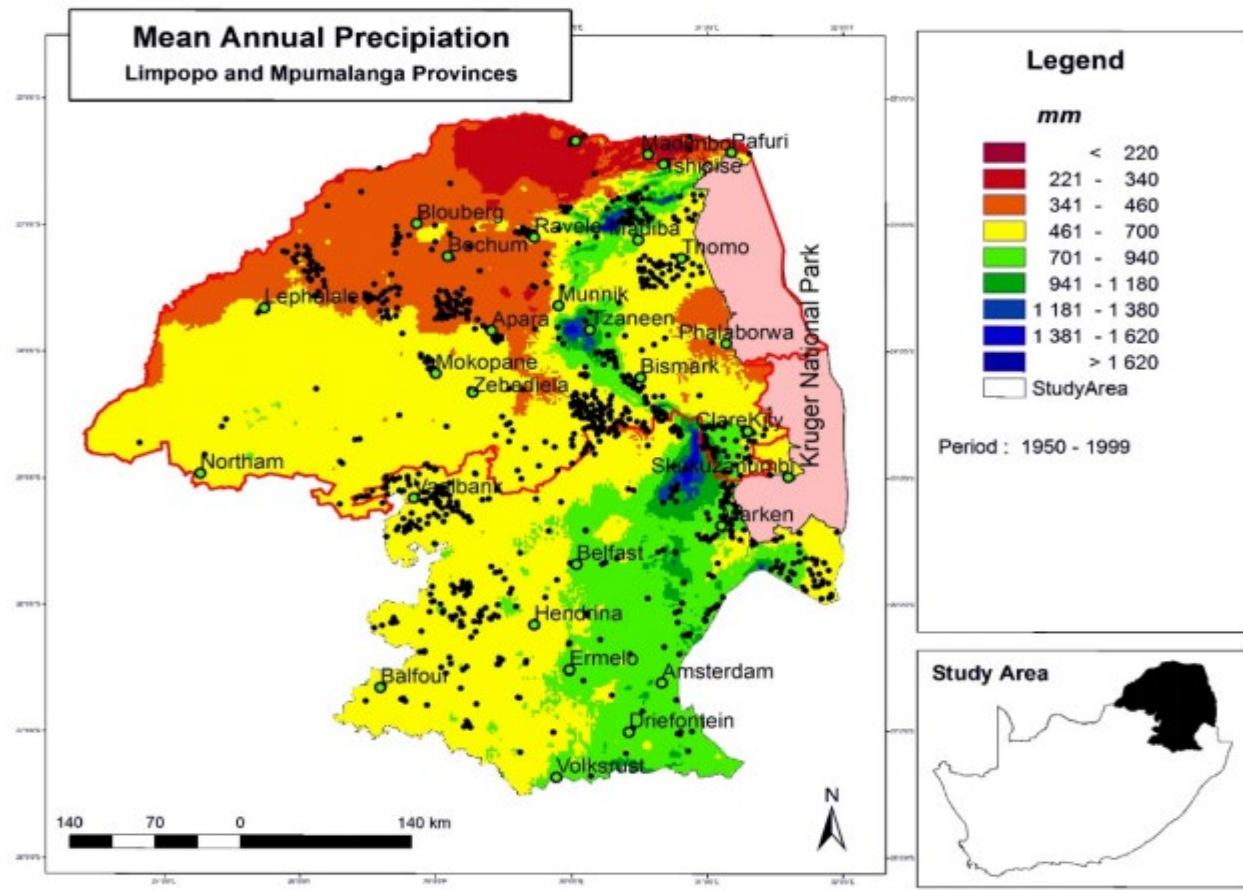 Mean Annual Precipiation
Limpopo and Mpumalanga Provinces
Legend
mm
< 220
221 - 340
341 - 460
461 - 700
701 - 940
941 - 1 180
1 181 - 1 380
1 381 - 1 620
> 1 620
StudyArea
Period : 1950 - 1999
Pafuri
Tshipise
Blouberg
Ravele
Madiba
Bochum
Thomo
Lephalale
Munnik
Apara
Tzaneen
Phalaborwa
Mokopane
Bismark
Zebediela
Kruger National Park
Northam
Vaalbank
Belfast
Hendrina
Ermelo
Amsterdam
Balfour
Driefontein
Volksrust
140 70 0 140 km
N
Study Area